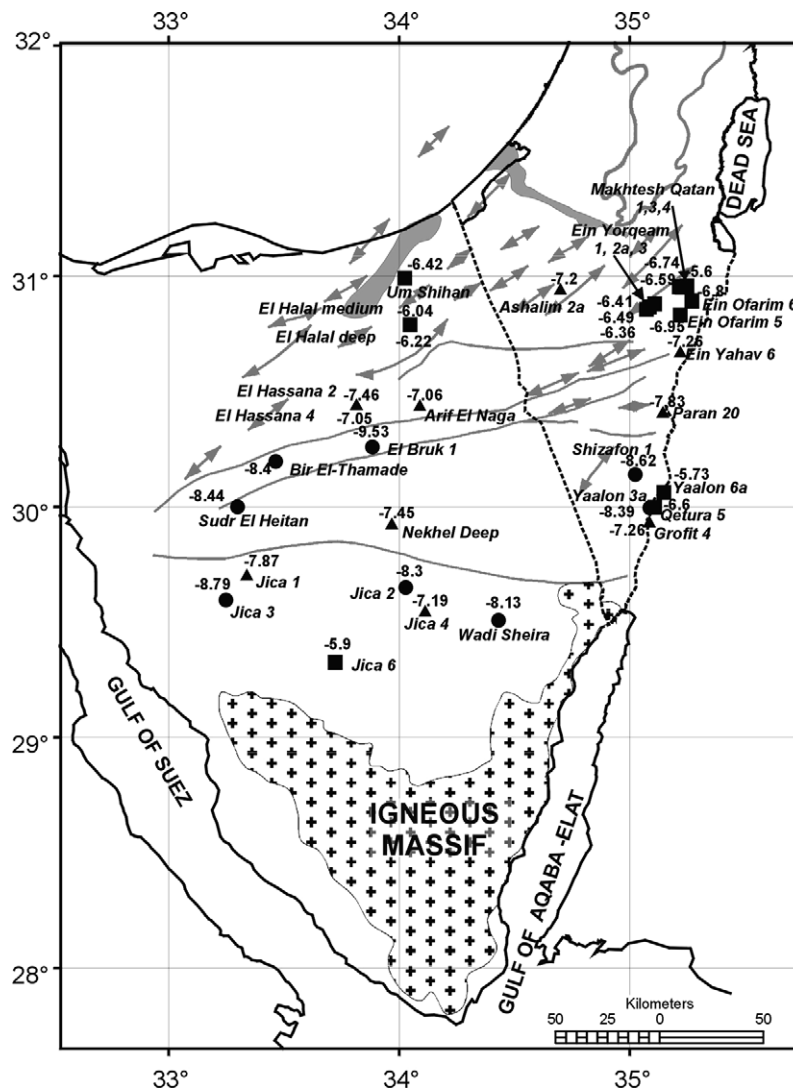 33° 34° 35°
32°
DEAD SEA
Makhtesh Qatan
1,3,4
Ein Yorqeam
1, 2a, 3
31°
-6.42
Um Shihan
-7.2
Ashalim 2a
-6.74
-5.6
-6.59
-6.8
Ein Ofarim 6
El Halal medium
-6.04
-6.41
-6.49
-6.36
-6.95
Ein Ofarim 5
El Halal deep
-6.22
Ein Yahav 6
El Hassana 2
-7.46
-7.06
El Hassana 4
-7.05
Arif El Naga
-7.83
Paran 20
-9.53
El Bruk 1
-8.4
Bir El-Thamade
Shizafon 1
-8.62
-5.73
Yaalon 6a
30°
-8.44
Sudr El Heitan
Yaalon 3a
-8.39
-6.6
Qetura 5
-7.45
Nekhel Deep
-7.26
Grofit 4
-7.87
Jica 1
-8.79
Jica 3
-8.3
Jica 2
-7.19
Jica 4
-8.13
Wadi Sheira
-5.9
Jica 6
29°
GULF OF SUEZ
IGNEOUS
MASSIF
GULF OF AQABA-ELAT
28°
Kilometers
50 25 0 50
33° 34° 35°